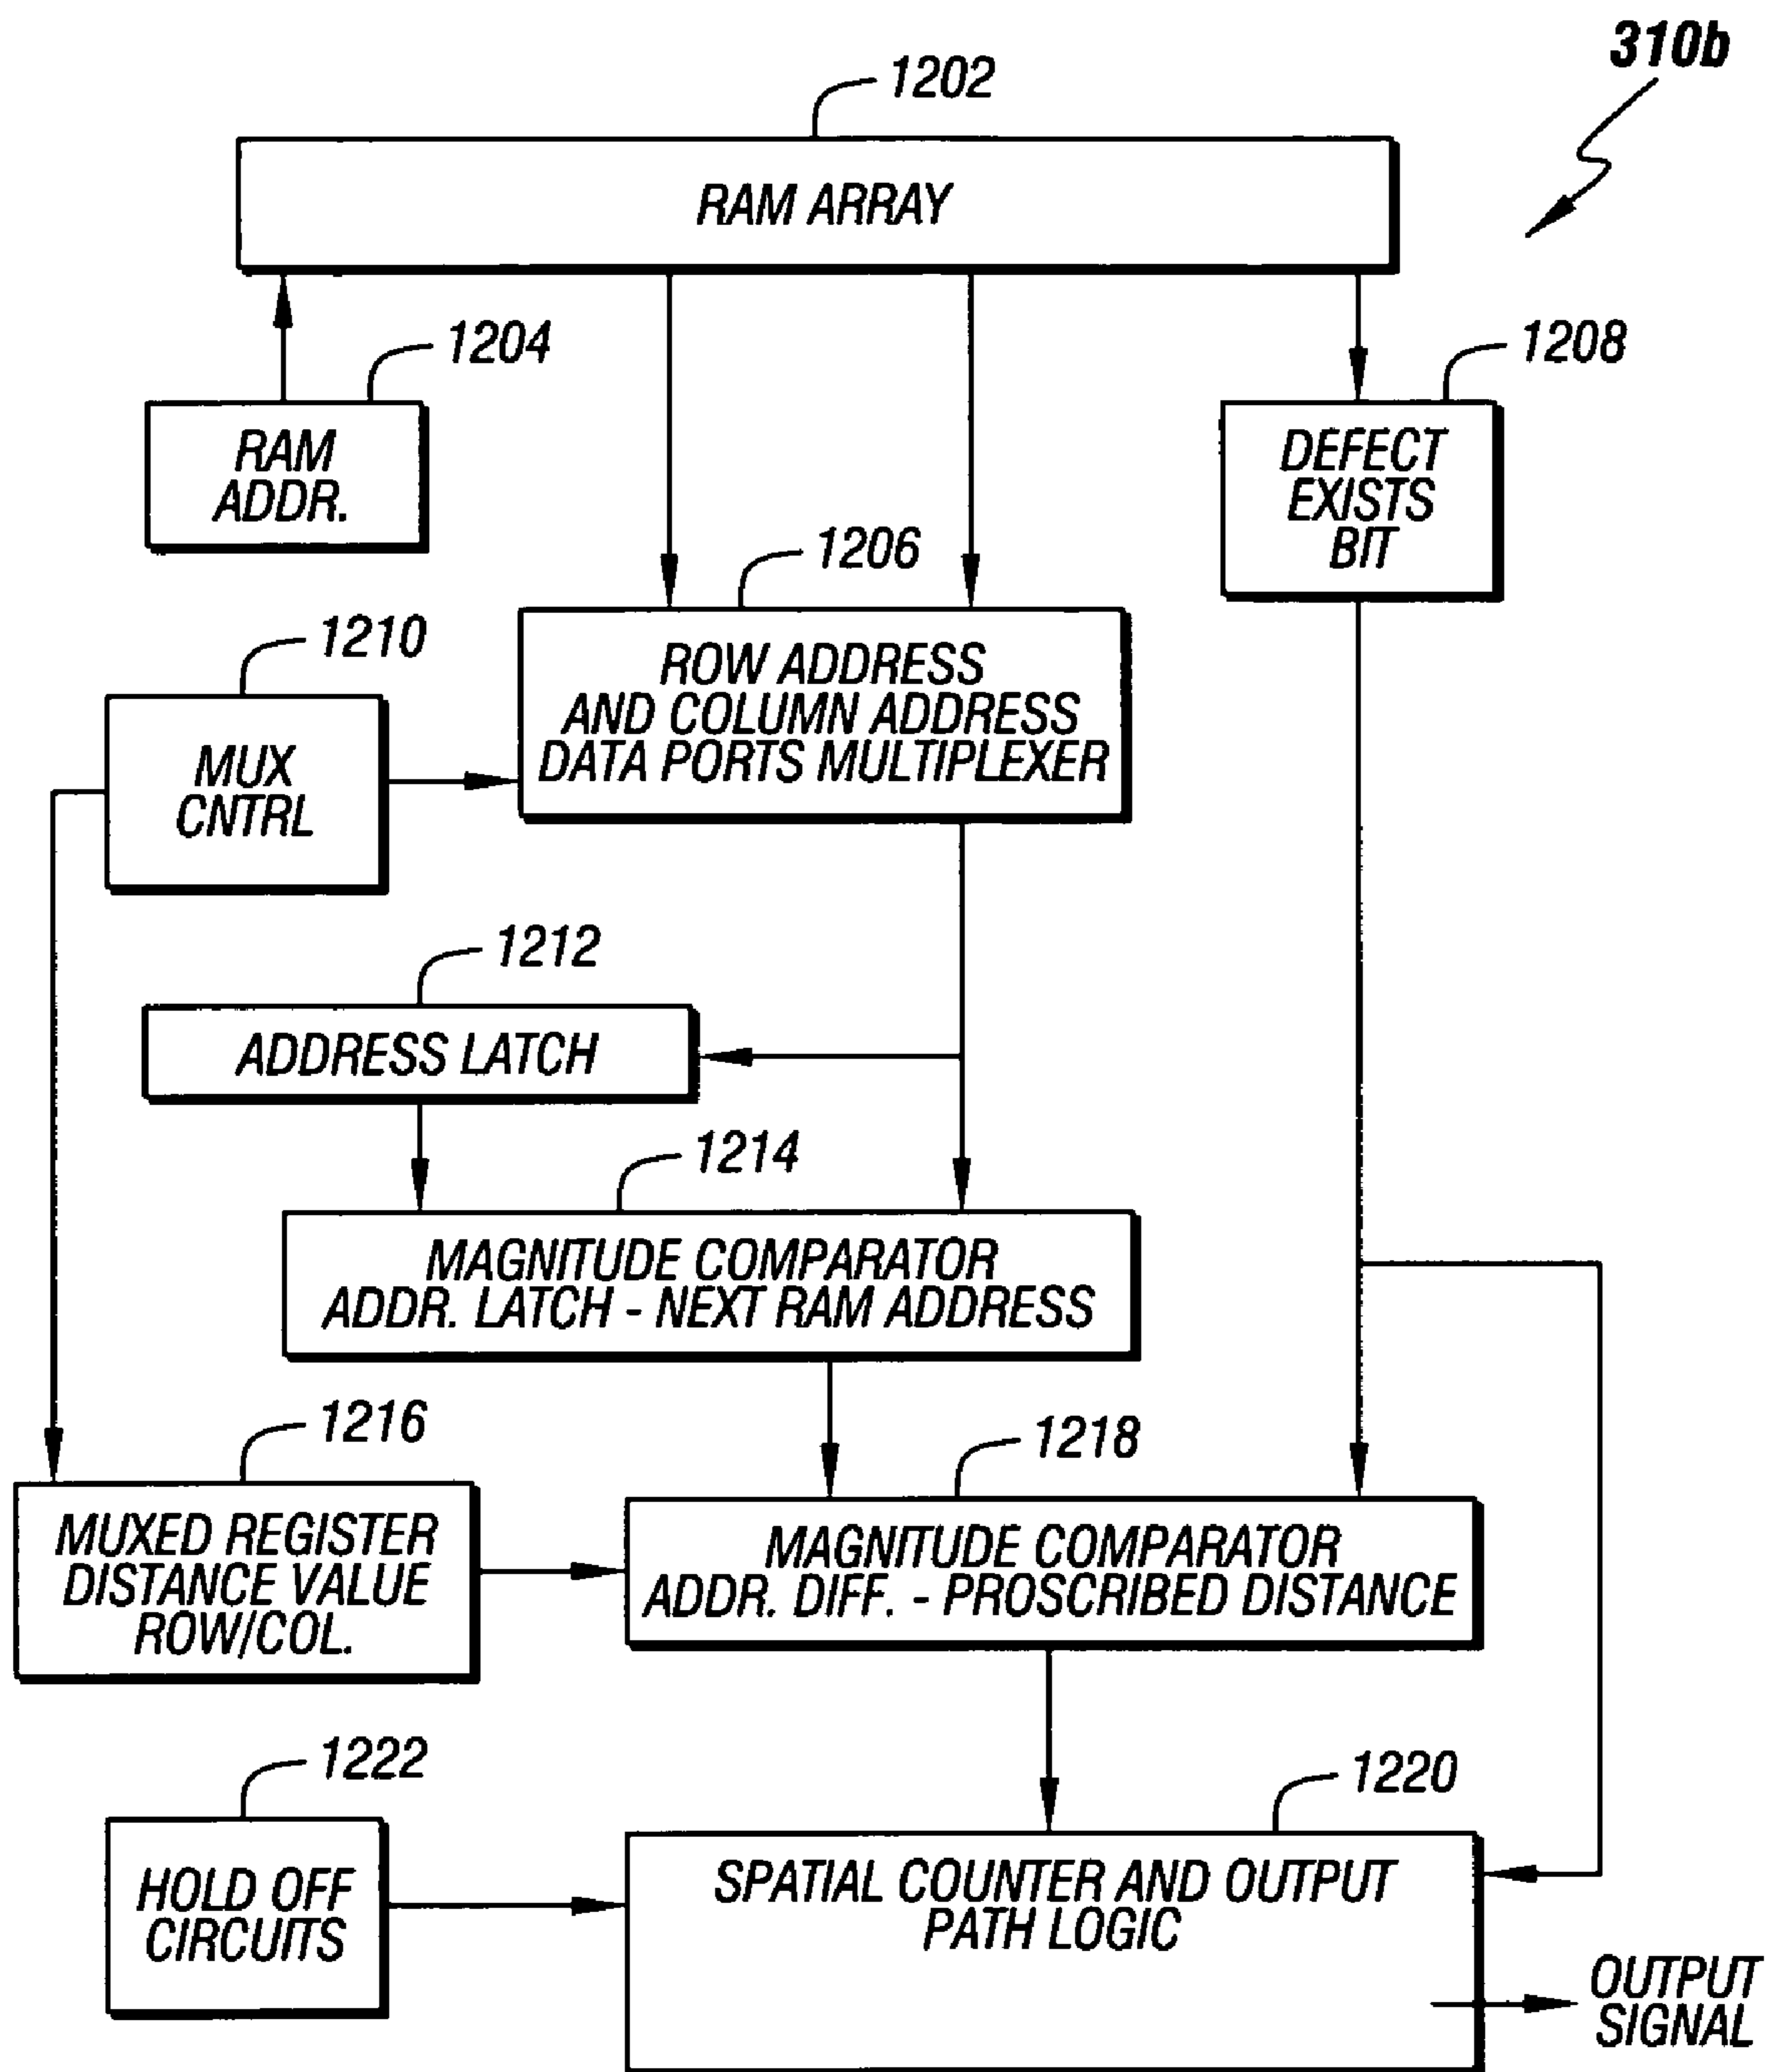 310b
1202
RAM ARRAY
1204
RAM
ADDR.
1208
DEFECT
EXISTS
BIT
1206
ROW ADDRESS
AND COLUMN ADDRESS
DATA PORTS MULTIPLEXER
1210
MUX
CNTRL
1212
ADDRESS LATCH
1214
MAGNITUDE COMPARATOR
ADDR. LATCH - NEXT RAM ADDRESS
1216
MUXED REGISTER
DISTANCE VALUE
ROW/COL.
1218
MAGNITUDE COMPARATOR
ADDR. DIFF. - PROSCRIBED DISTANCE
1222
HOLD OFF
CIRCUITS
1220
SPATIAL COUNTER AND OUTPUT
PATH LOGIC
OUTPUT
SIGNAL